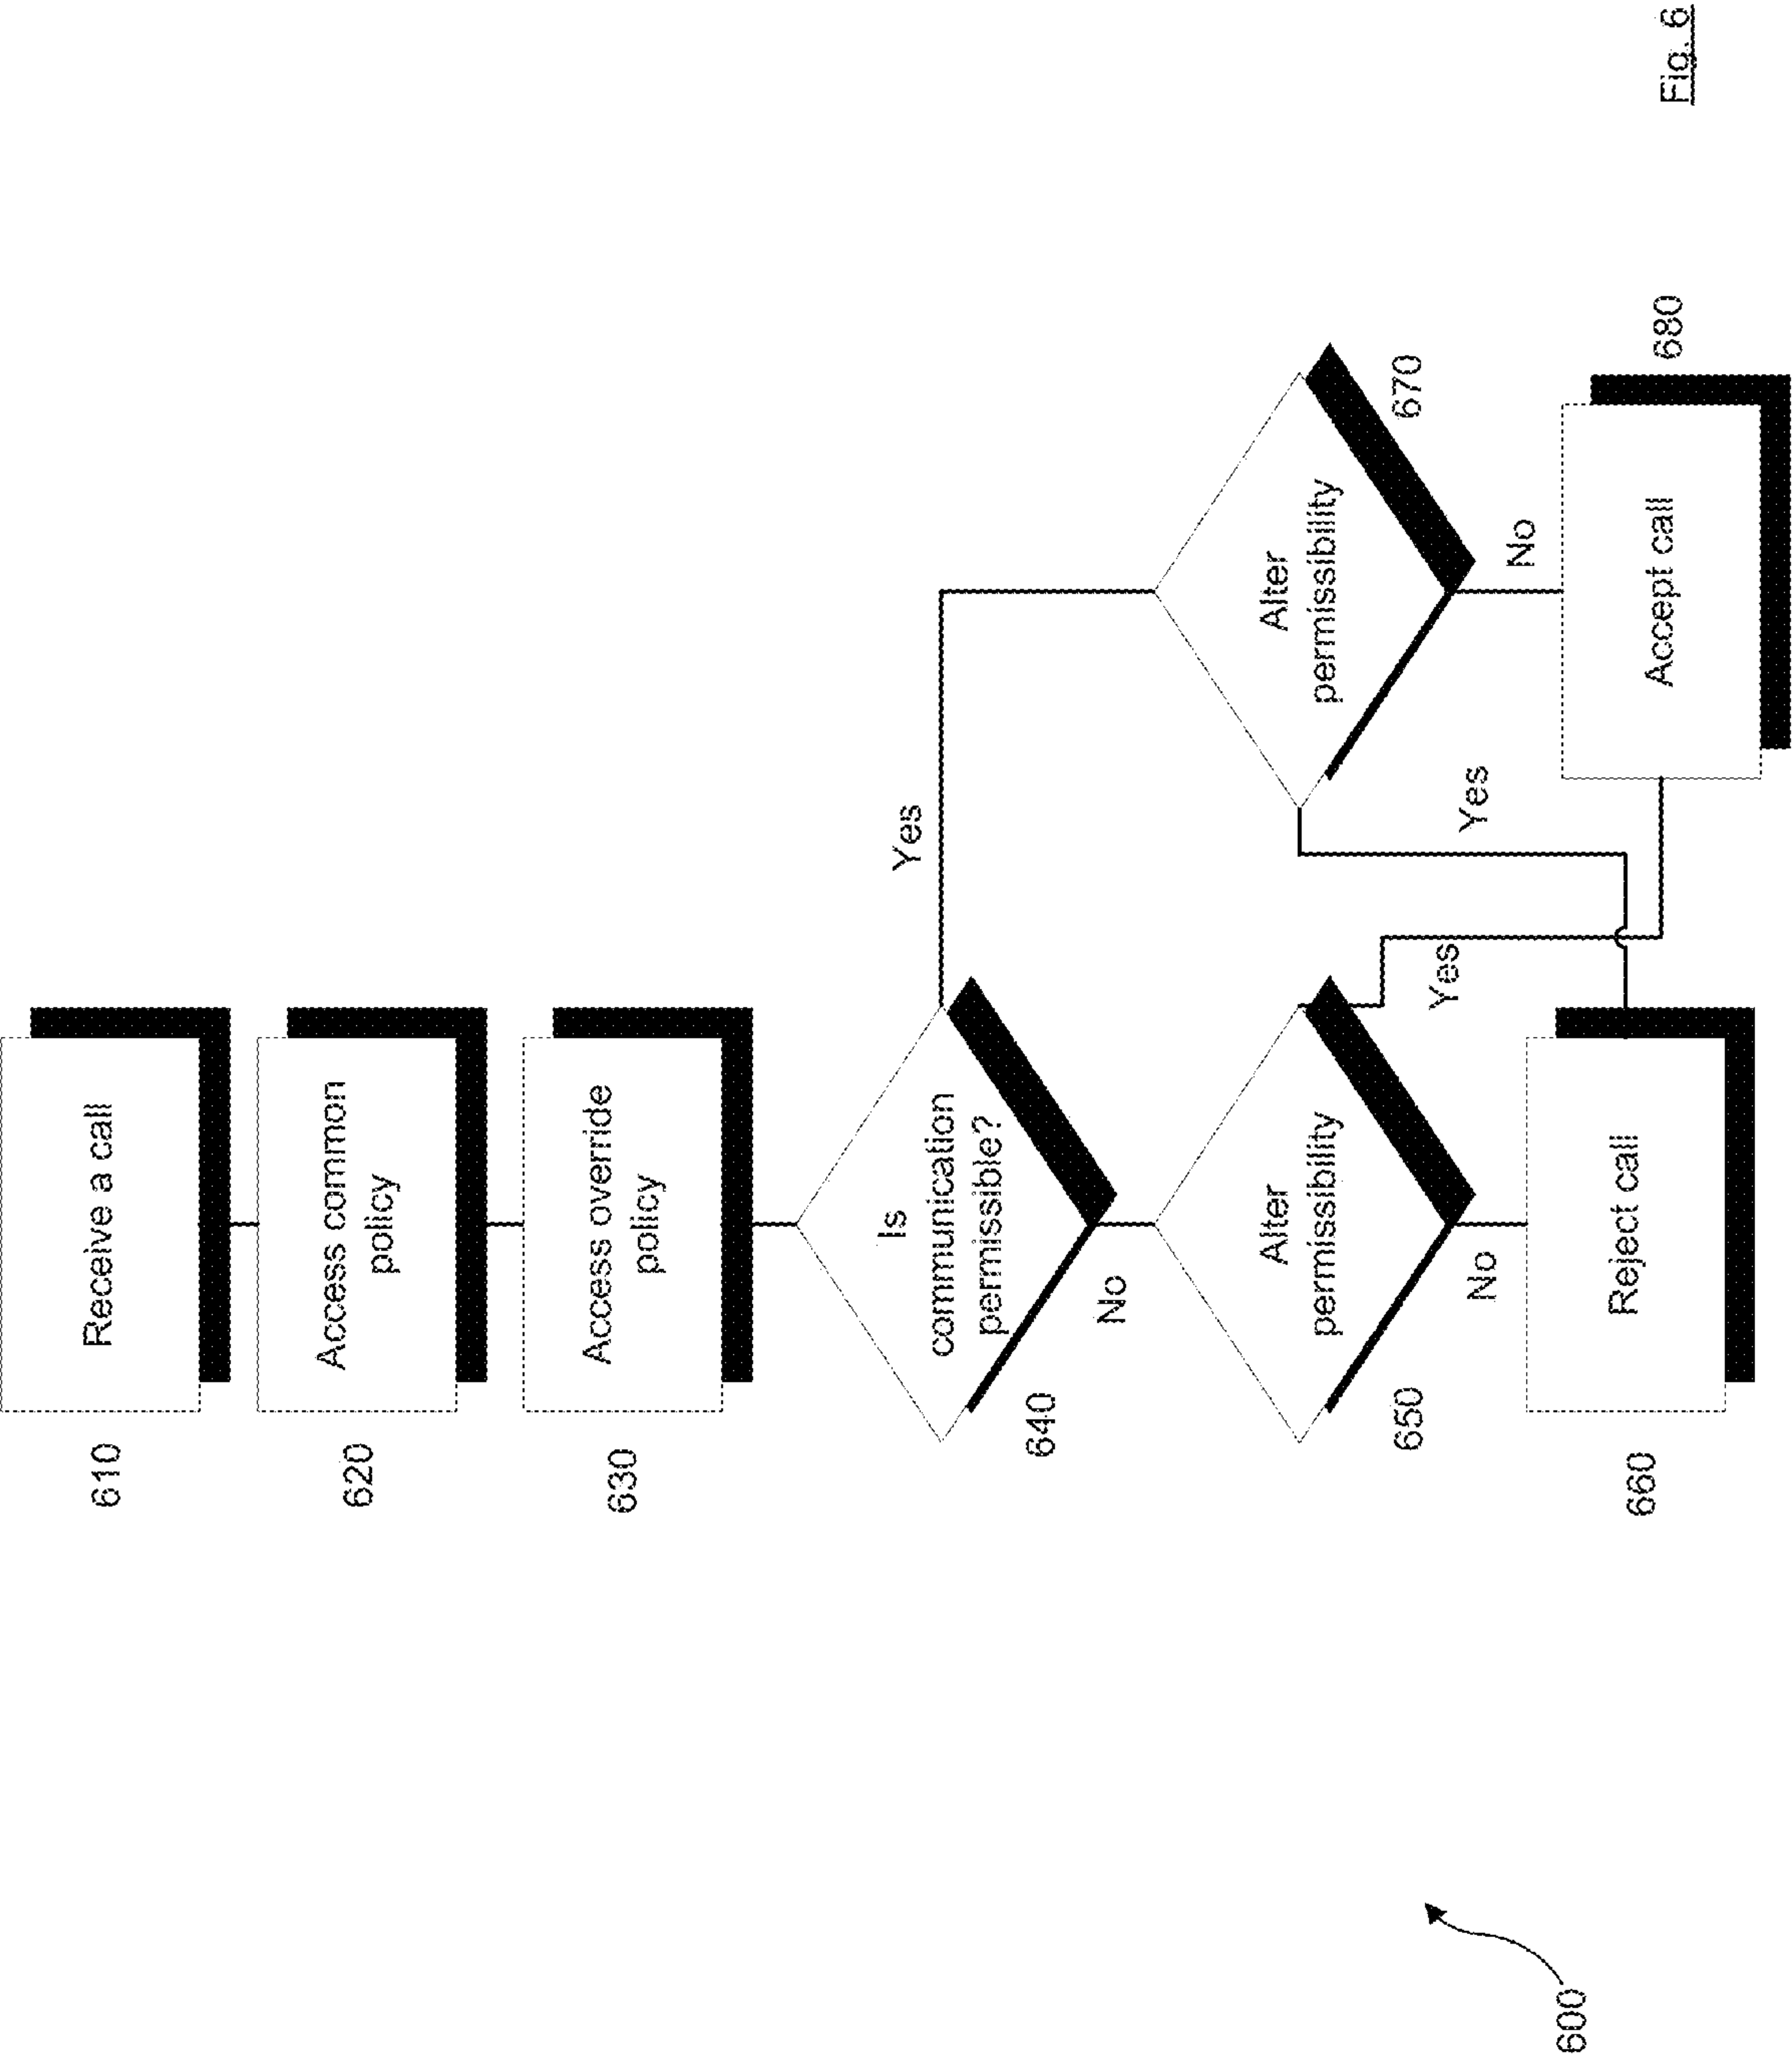 610
Receive a call
620
Access common
policy
630
Access override
policy
640
Is
communication
permissible?
Yes
No
650
Alter
permissibility
Yes
No
670
Alter
permissibility
Yes
No
660
Reject call
680
Accept call
600
Fig. 6